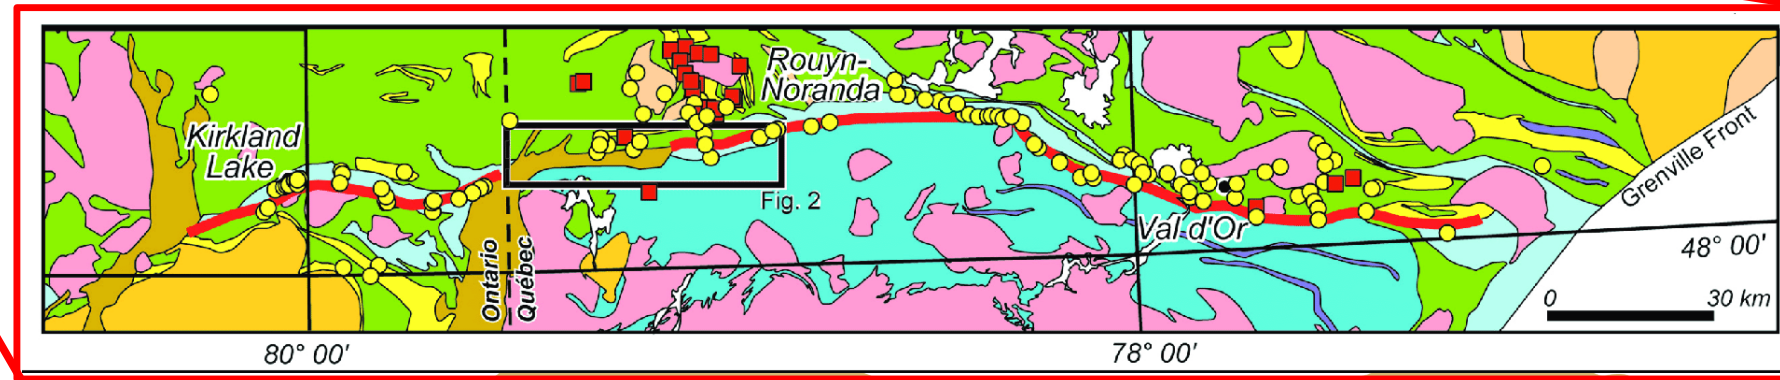 Rouyn-
Noranda
Kirkland
Lake
Fig. 2
Grenville Front
Val d'Or
Ontario
Québec
48° 00'
0 30 km
80° 00' 78° 00'